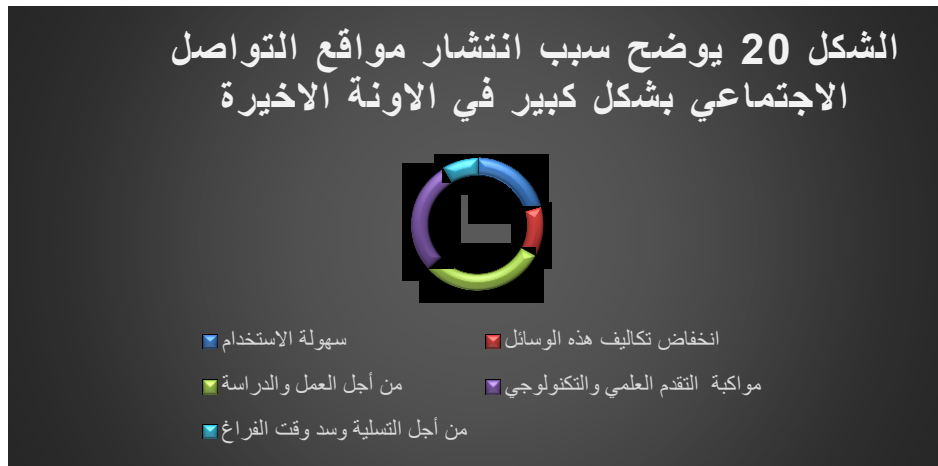 الشكل 20 يوضح سبب انتشار مواقع التواصل
الاجتماعي بشكل كبير في الاونة الاخيرة
سهولة الاستخدام
انخفاض تكاليف هذه الوسائل
من أجل العمل والدراسة
مواكبة التقدم العلمي والتكنولوجي
من أجل التسلية وسد وقت الفراغ